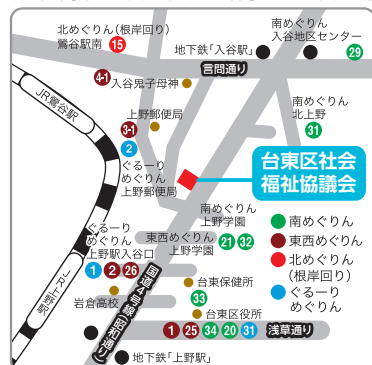 北めぐりん(根岸回り)
鶯谷駅南 15
地下鉄「入谷駅」
南めぐりん
入谷地区センター
29
4-1 入谷鬼子母神
言問通り
JR鶯谷駅
3-1 上野郵便局
2
ぐるーり
めぐりん
上野郵便局
南めぐりん
北上野
31
台東区社会
福祉協議会
南めぐりん
上野学園
21 32
東西めぐりん
上野学園
ぐるーり
めぐりん
上野駅入谷口
1 2 26
南めぐりん
東西めぐりん
北めぐりん
(根岸回り)
ぐるーり
めぐりん
JR上野駅
岩倉高校
国道4号線(昭和通り)
台東保健所
33
台東区役所
1 25 34 20 31
浅草通り
地下鉄「上野駅」